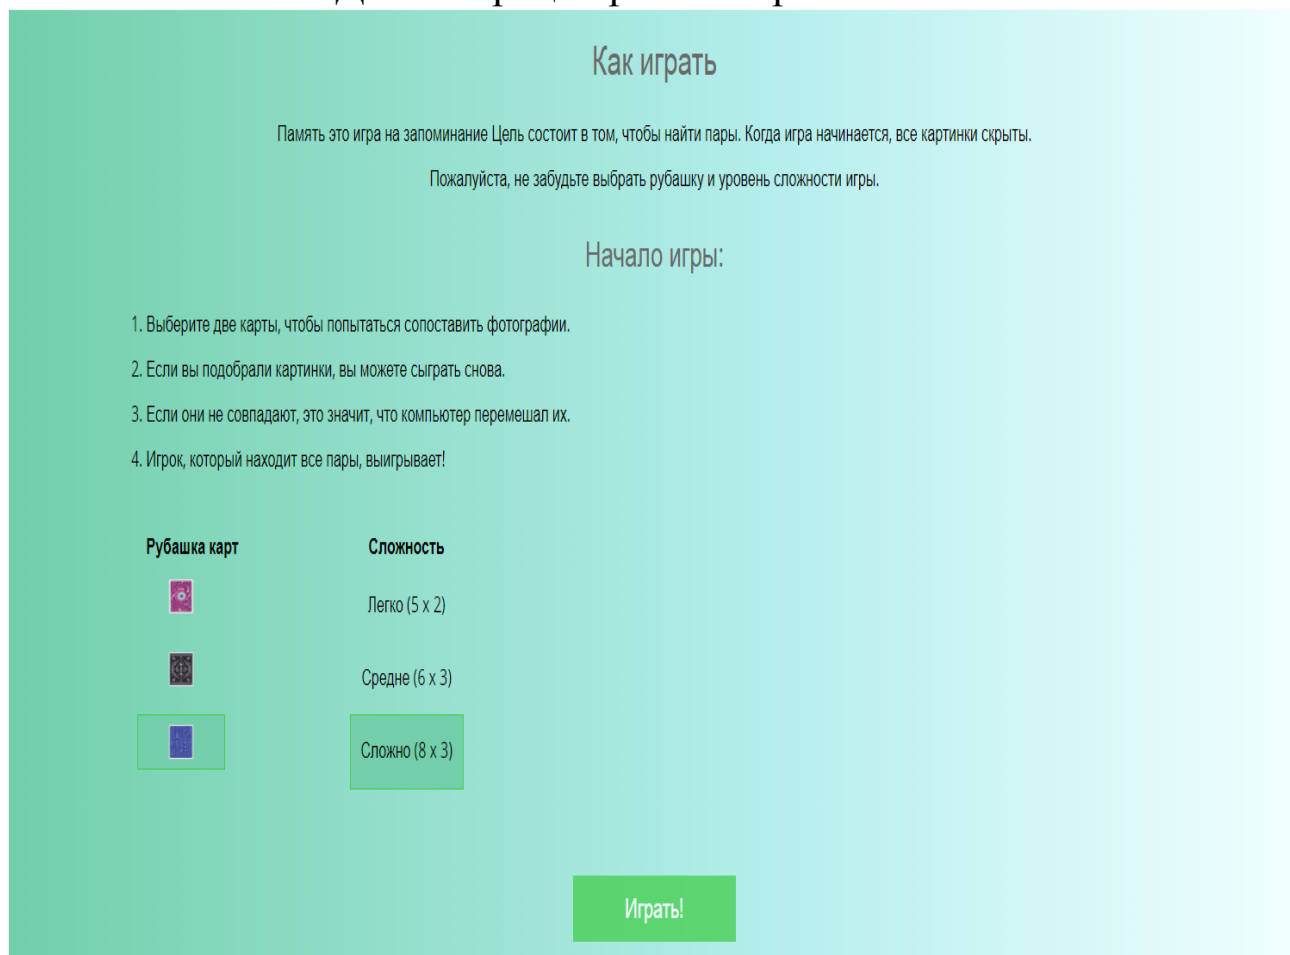 Как играть
Память это игра на запоминание Цель состоит в том, чтобы найти пары. Когда игра начинается, все картинки скрыты.
Пожалуйста, не забудьте выбрать рубашку и уровень сложности игры.
Начало игры:
1. Выберите две карты, чтобы попытаться сопоставить фотографии.
2. Если вы подобрали картинки, вы можете сыграть снова.
3. Если они не совпадают, это значит, что компьютер перемешал их.
4. Игрок, который находит все пары, выигрывает!
Рубашка карт Сложность
Легко (5 x 2)
Средне (6 x 3)
Сложно (8 x 3)
Играть!